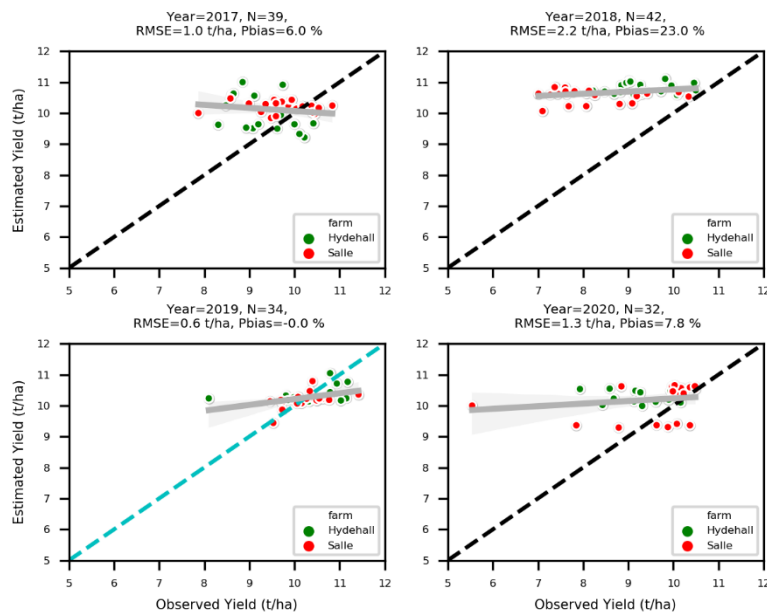 Year=2017, N=39,
RMSE=1.0 t/ha, Pbias=6.0 %
Estimated Yield (t/ha)
12
11
10
9
8
7
6
5
farm
Hydehall
Salle
5 6 7 8 9 10 11 12
Year=2018, N=42,
RMSE=2.2 t/ha, Pbias=23.0 %
12
11
10
9
8
7
6
5
farm
Hydehall
Salle
5 6 7 8 9 10 11 12
Year=2019, N=34,
RMSE=0.6 t/ha, Pbias=-0.0 %
Estimated Yield (t/ha)
12
11
10
9
8
7
6
5
farm
Hydehall
Salle
5 6 7 8 9 10 11 12
Observed Yield (t/ha)
Year=2020, N=32,
RMSE=1.3 t/ha, Pbias=7.8 %
12
11
10
9
8
7
6
5
farm
Hydehall
Salle
5 6 7 8 9 10 11 12
Observed Yield (t/ha)